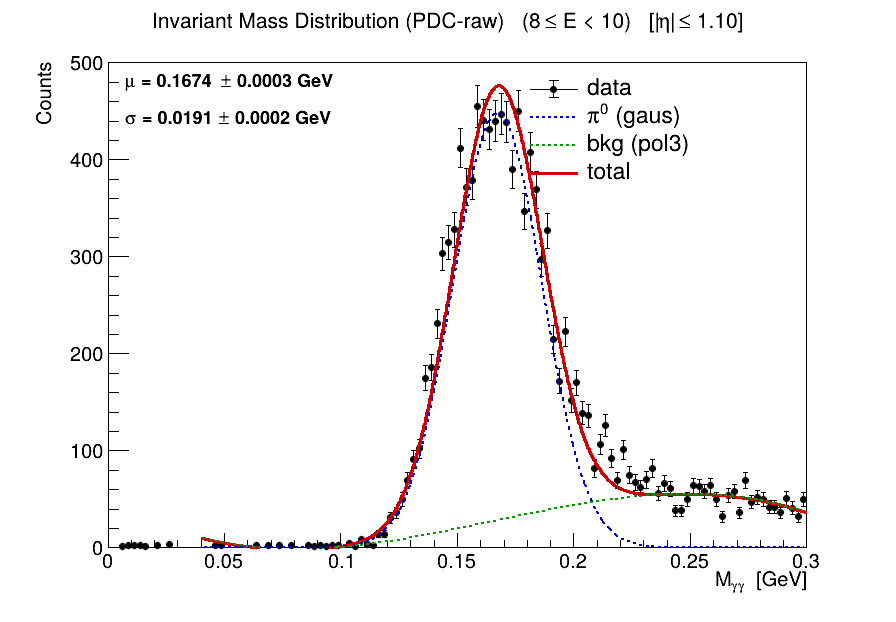 Invariant Mass Distribution (PDC-raw) (8 ≤ E < 10) [|η| ≤ 1.10]
Counts
500
400
300
200
100
0
μ = 0.1674 ± 0.0003 GeV
σ = 0.0191 ± 0.0002 GeV
data
π⁰ (gaus)
bkg (pol3)
total
0 0.05 0.1 0.15 0.2 0.25 0.3
Mγγ [GeV]